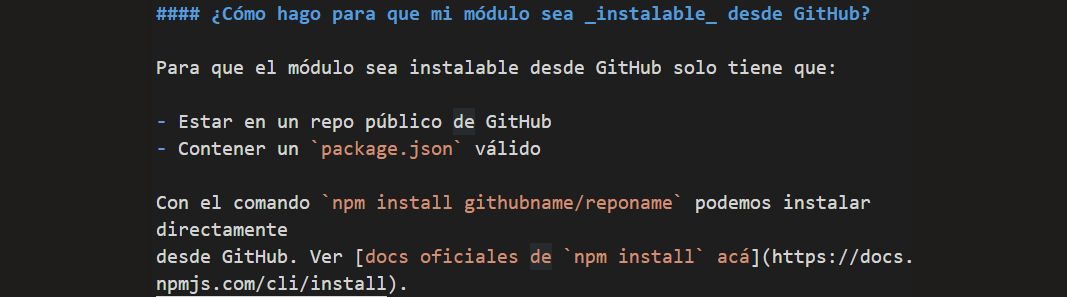 #### ¿Cómo hago para que mi módulo sea _instalable_ desde GitHub?
Para que el módulo sea instalable desde GitHub solo tiene que:
- Estar en un repo público de GitHub
- Contener un `package.json` válido
Con el comando `npm install githubname/reponame` podemos instalar
directamente
desde GitHub. Ver [docs oficiales de `npm install` acá](https://docs.
npmjs.com/cli/install).